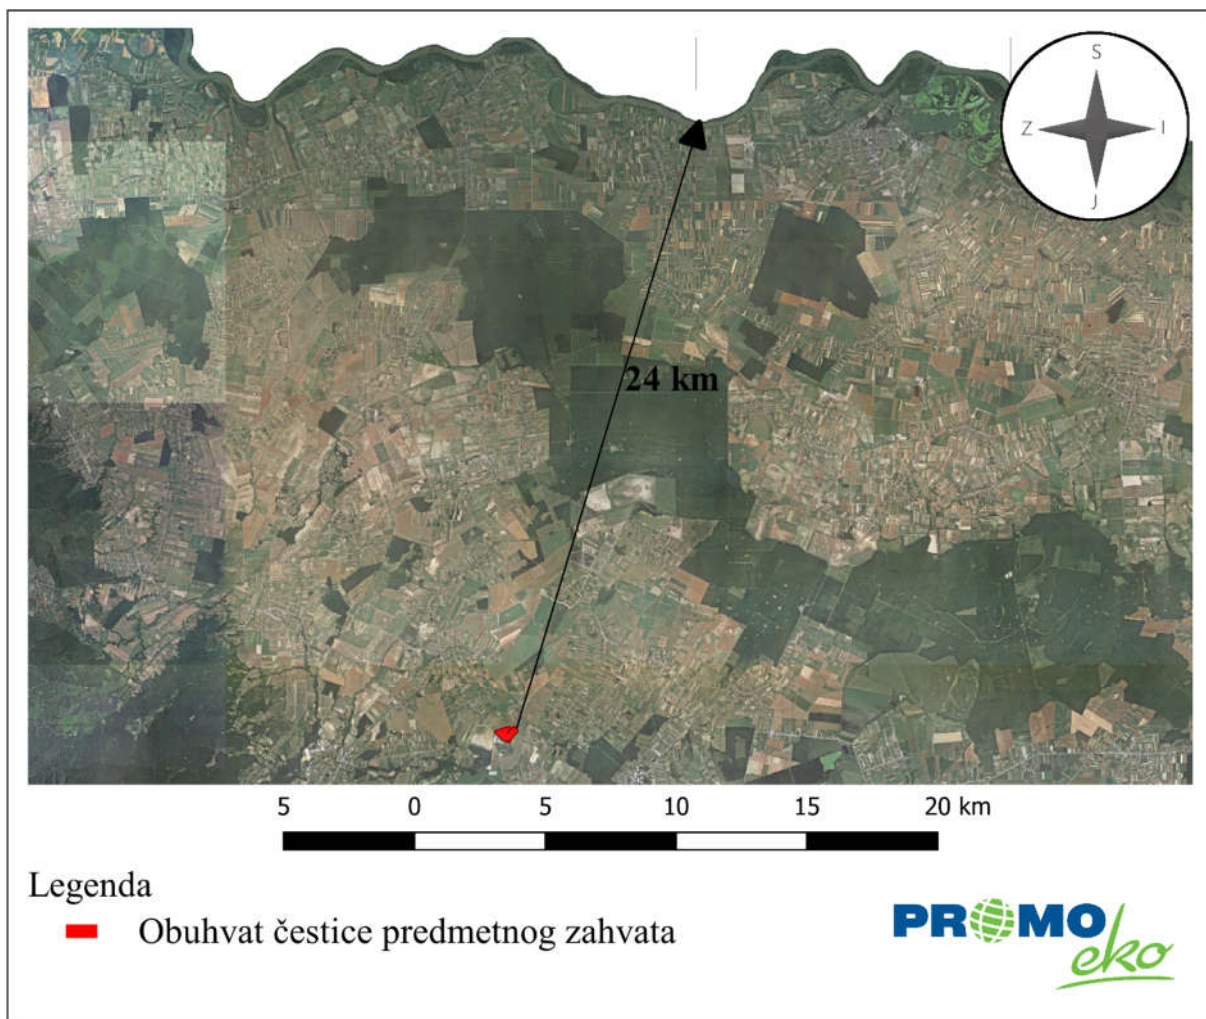 S
Z I
J
24 km
5 0 5 10 15 20 km
Legenda
Obuhvat čestice predmetnog zahvata
PROMO
eko